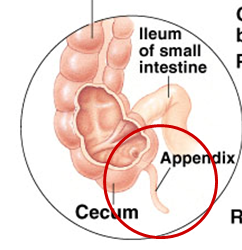 Ileum
of small
intestine
Appendix
Cecum
R